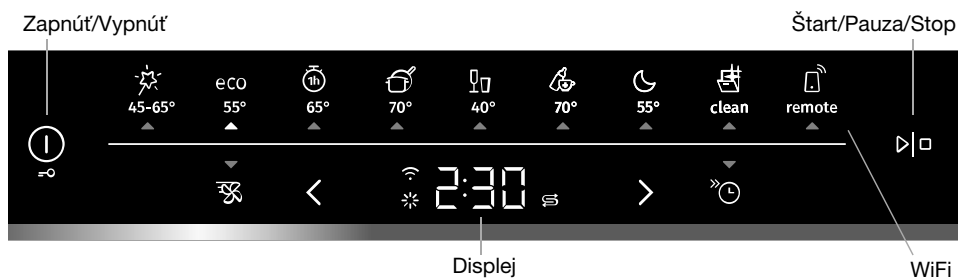 Zapnúť/Vypnúť Štart/Pauza/Stop
eco 1h
45-65° 55° 65° 70° 40° 70° 55° clean remote
2:30
Displej WiFi